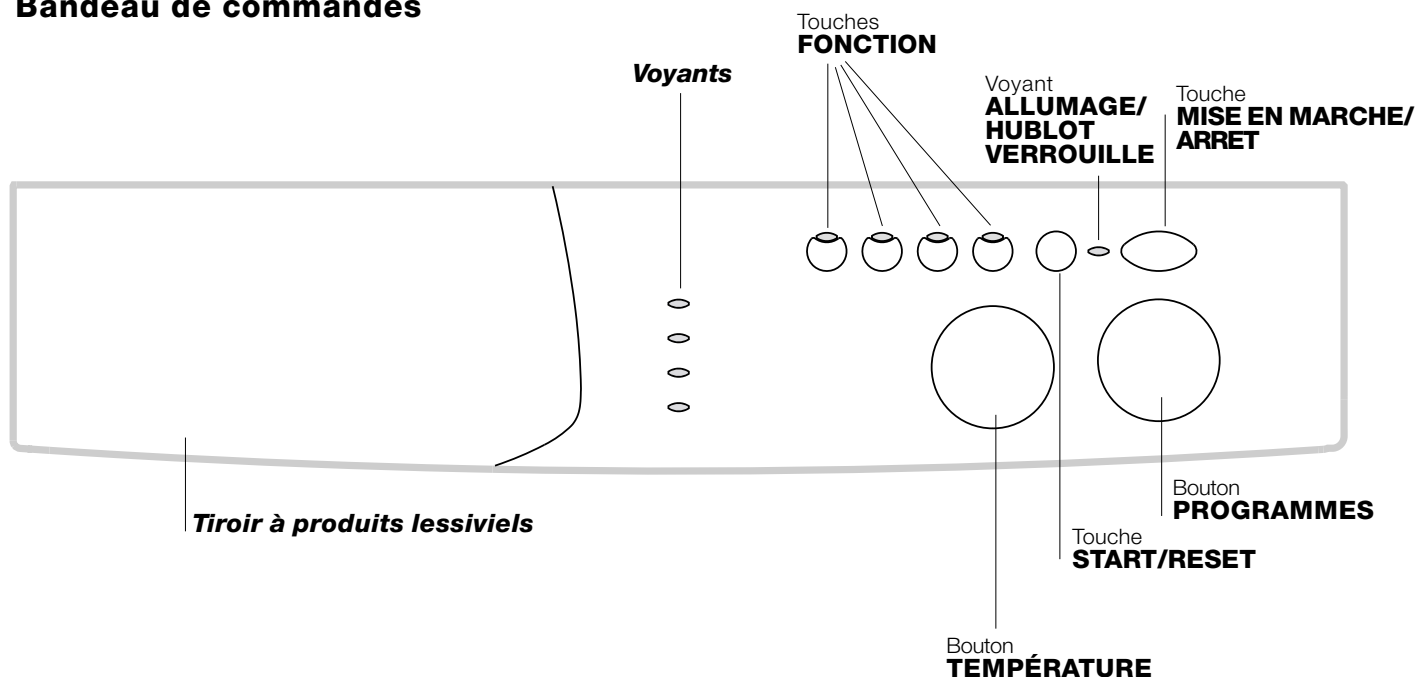 Bandeau de commandes
Touches
FONCTION
Voyants
Voyant
ALLUMAGE/
HUBLOT
VERROUILLE
Touche
MISE EN MARCHE/
ARRET
Tiroir à produits lessiviels
Bouton
PROGRAMMES
Touche
START/RESET
Bouton
TEMPÉRATURE